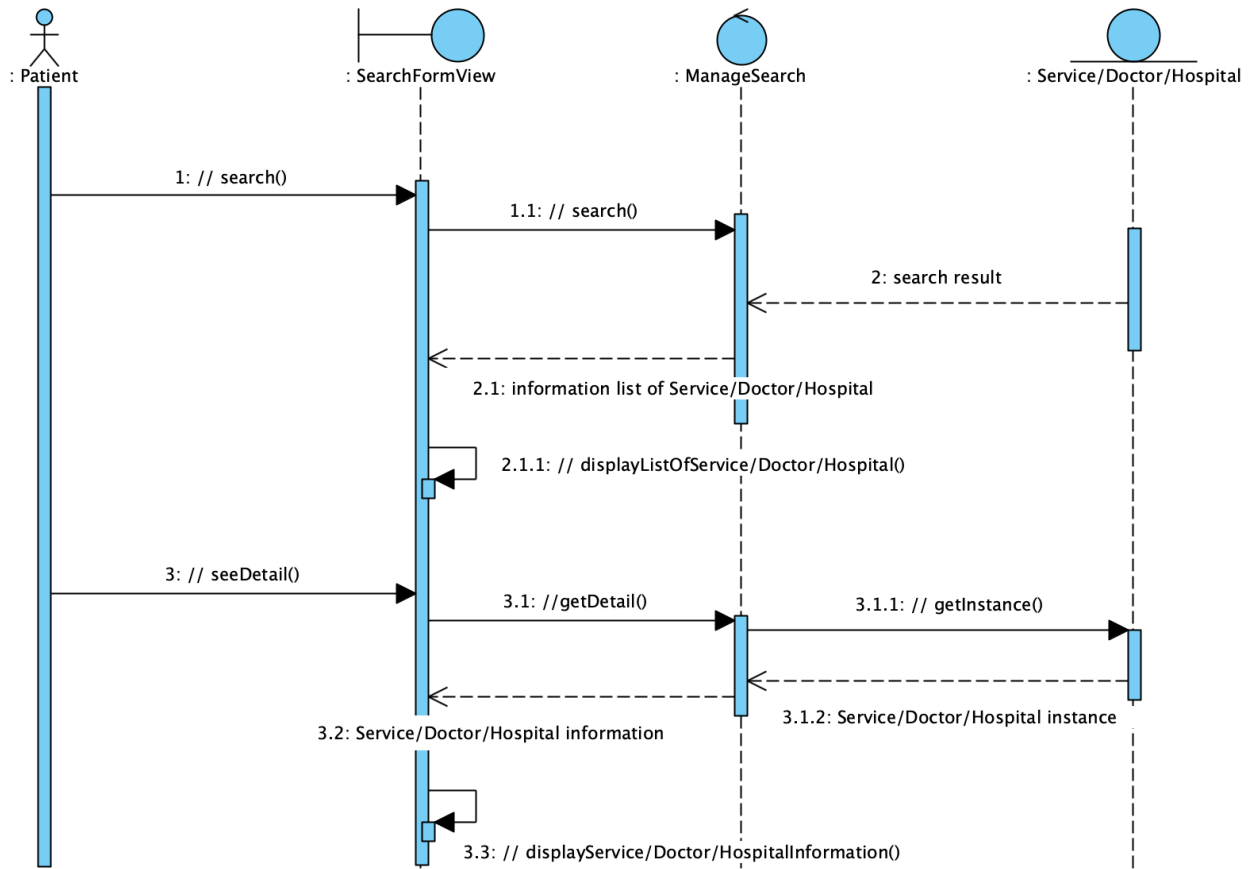 : Patient
: SearchFormView
: ManageSearch
: Service/Doctor/Hospital
1: // search()
1.1: // search()
2: search result
2.1: information list of Service/Doctor/Hospital
2.1.1: // displayListOfService/Doctor/Hospital()
3: // seeDetail()
3.1: //getDetail()
3.1.1: // getInstance()
3.1.2: Service/Doctor/Hospital instance
3.2: Service/Doctor/Hospital information
3.3: // displayService/Doctor/HospitalInformation()